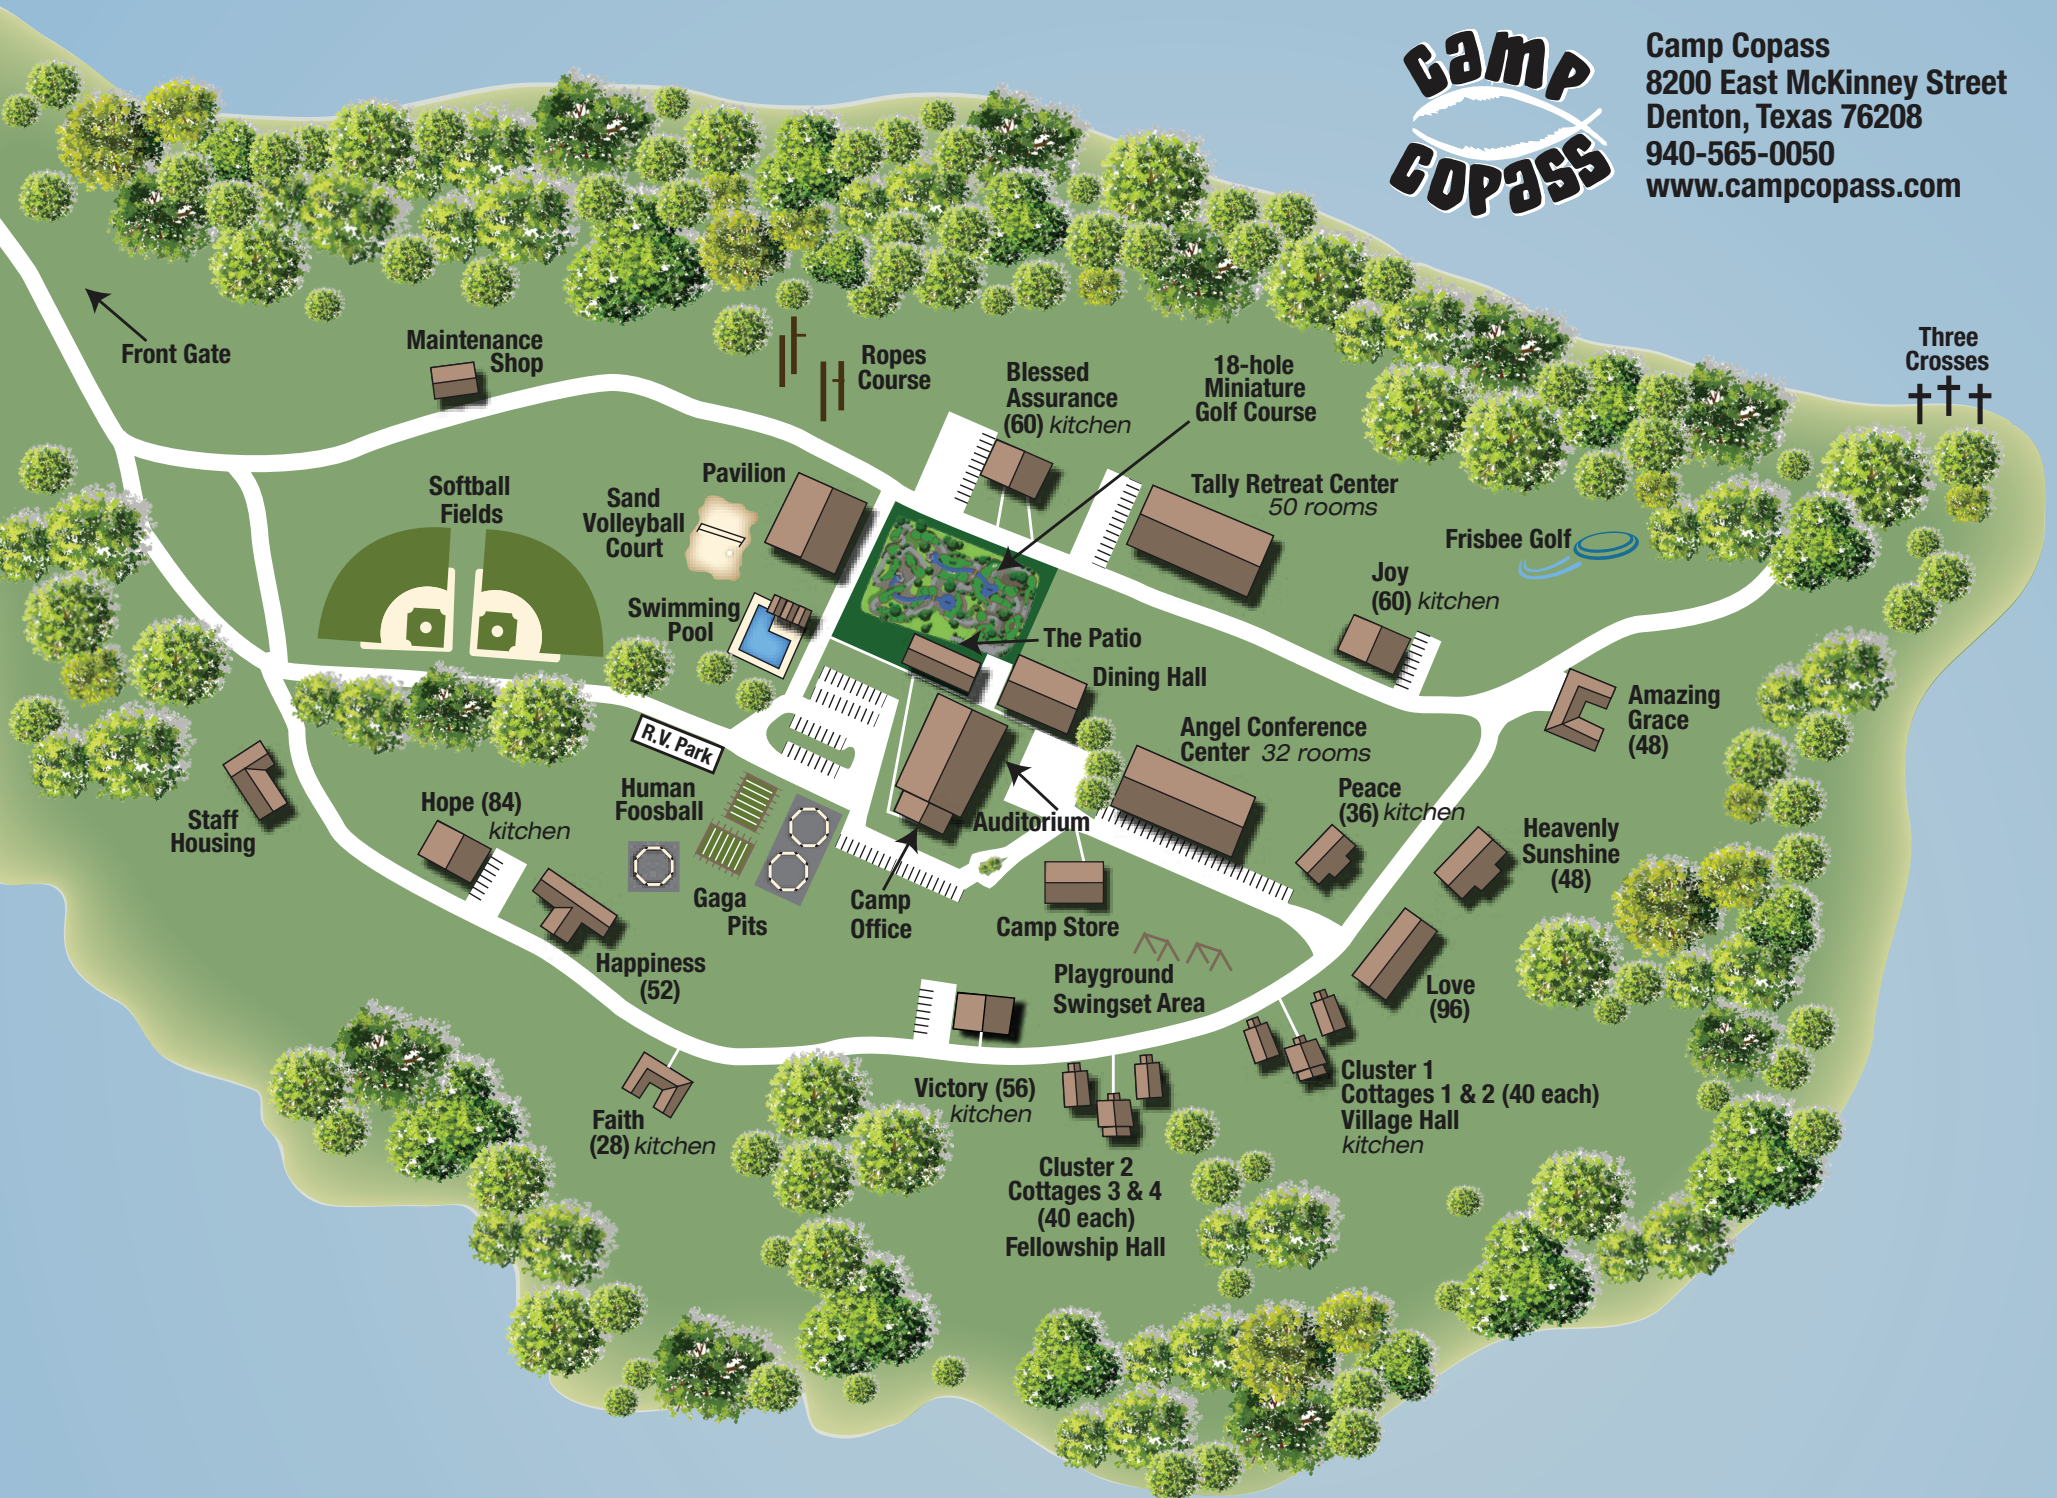 Camp
Copass
Camp Copass
8200 East McKinney Street
Denton, Texas 76208
940-565-0050
www.campcopass.com
Front Gate
Maintenance
Shop
Ropes
Course
Blessed
Assurance
(60) kitchen
18-hole
Miniature
Golf Course
Three
Crosses
Softball
Fields
Sand
Volleyball
Court
Pavilion
Tally Retreat Center
50 rooms
Frisbee Golf
Joy
(60) kitchen
Swimming
Pool
The Patio
Dining Hall
Amazing
Grace
(48)
R.V. Park
Angel Conference
Center 32 rooms
Staff
Housing
Hope (84)
kitchen
Human
Foosball
Auditorium
Peace
(36) kitchen
Heavenly
Sunshine
(48)
Gaga
Pits
Camp
Office
Camp Store
Happiness
(52)
Playground
Swingset Area
Love
(96)
Faith
(28) kitchen
Victory (56)
kitchen
Cluster 1
Cottages 1 & 2 (40 each)
Village Hall
kitchen
Cluster 2
Cottages 3 & 4
(40 each)
Fellowship Hall